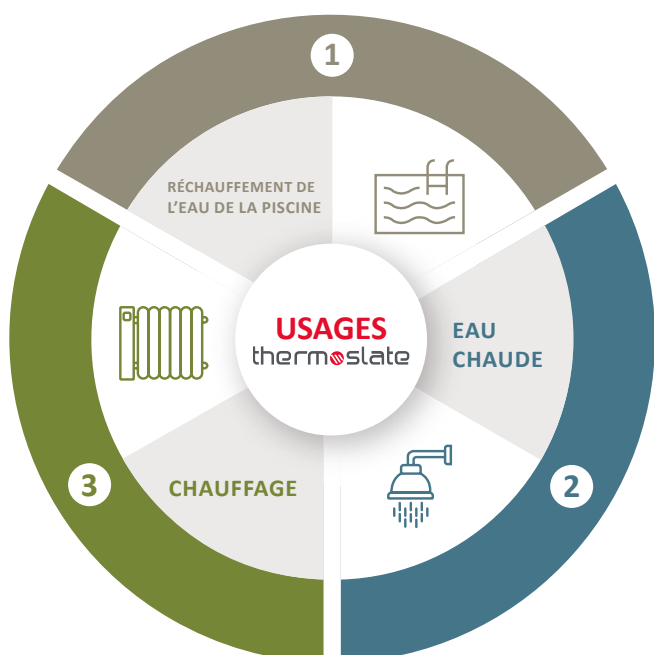 1
RÉCHAUFFEMENT DE
L'EAU DE LA PISCINE
USAGES
thermoslate
EAU
CHAUDE
2
3
CHAUFFAGE